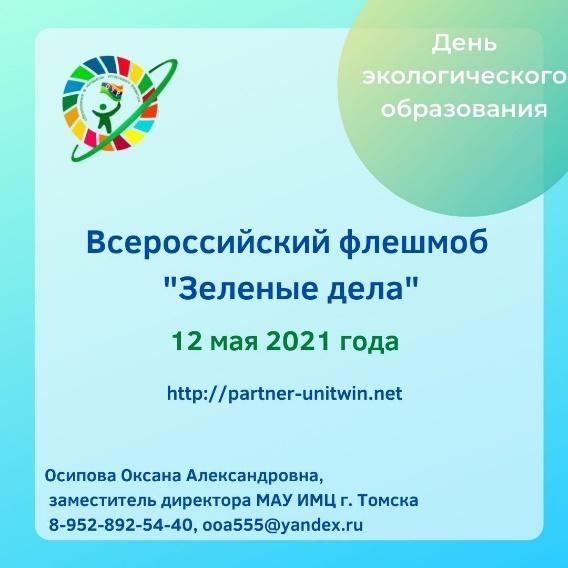 День
экологического
образования
Всероссийский флешмоб
"Зеленые дела"
12 мая 2021 года
http://partner-unitwin.net
Осипова Оксана Александровна,
заместитель директора МАУ ИМЦ г. Томска
8-952-892-54-40, ooa555@yandex.ru